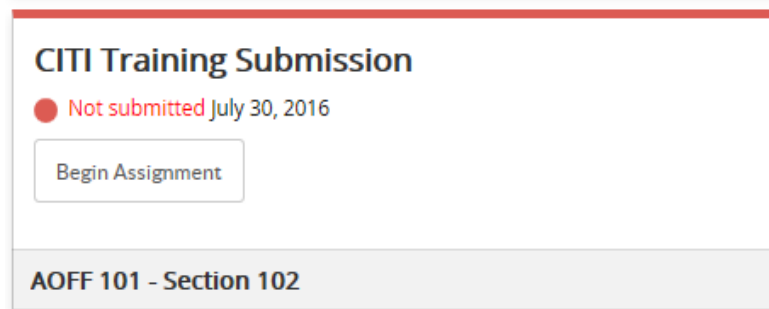 CITI Training Submission
Not submitted July 30, 2016
Begin Assignment
AOFF 101 - Section 102